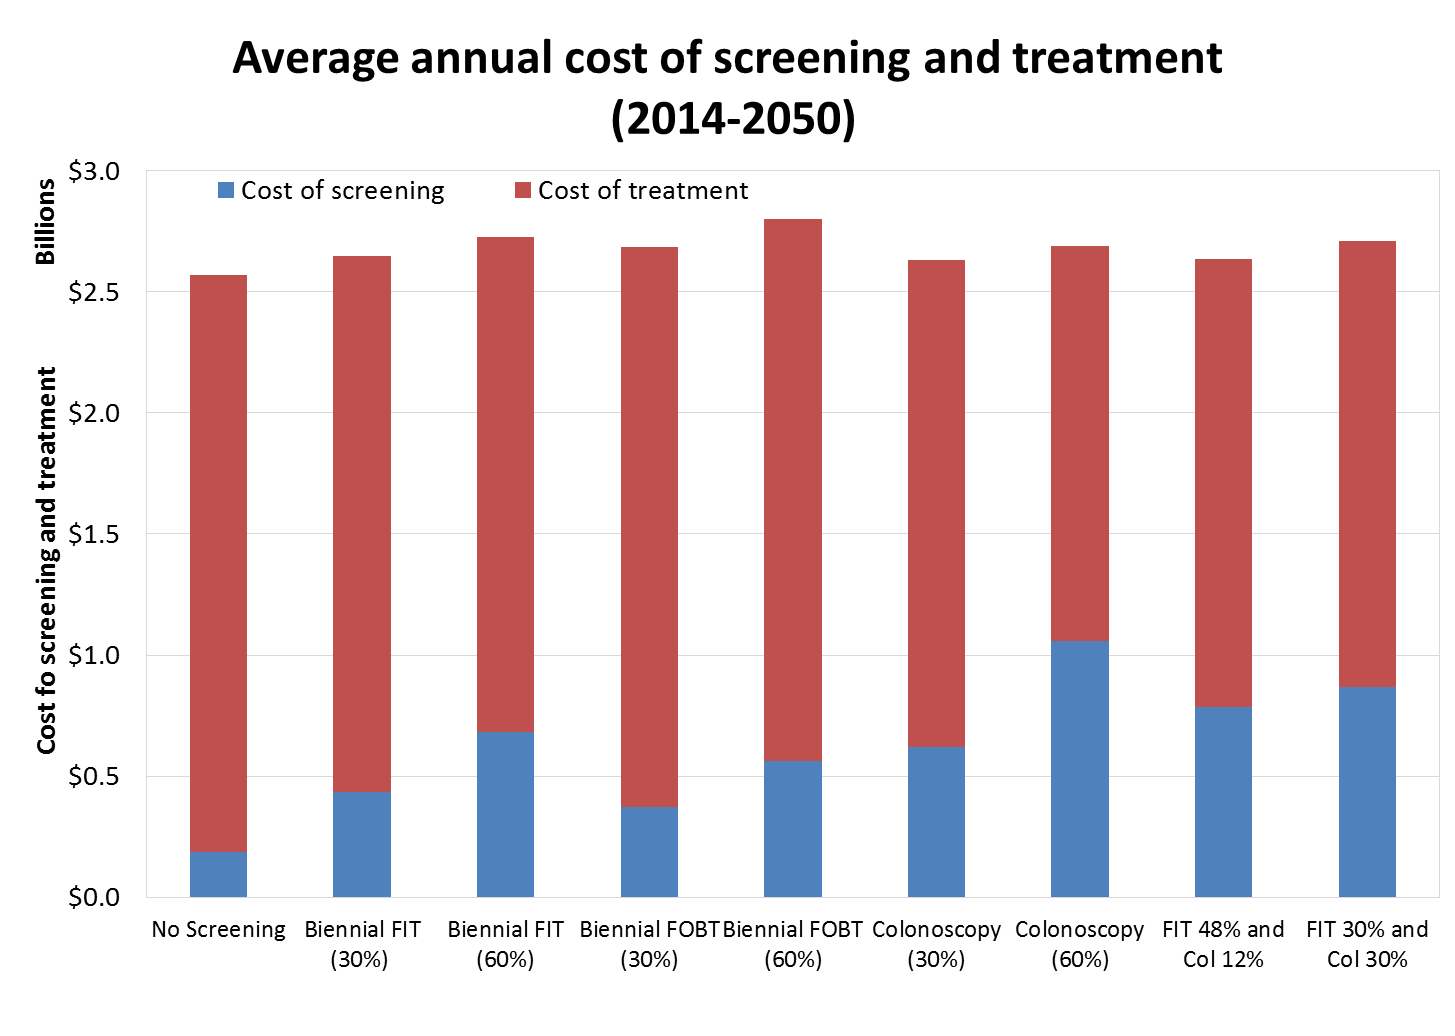 Average annual cost of screening and treatment
(2014-2050)
Billions
Cost fo screening and treatment
$3.0
$2.5
$2.0
$1.5
$1.0
$0.5
$0.0
Cost of screening
Cost of treatment
No Screening
Biennial FIT
(30%)
Biennial FIT
(60%)
Biennial FOBT
(30%)
Biennial FOBT
(60%)
Colonoscopy
(30%)
Colonoscopy
(60%)
FIT 48% and
Col 12%
FIT 30% and
Col 30%